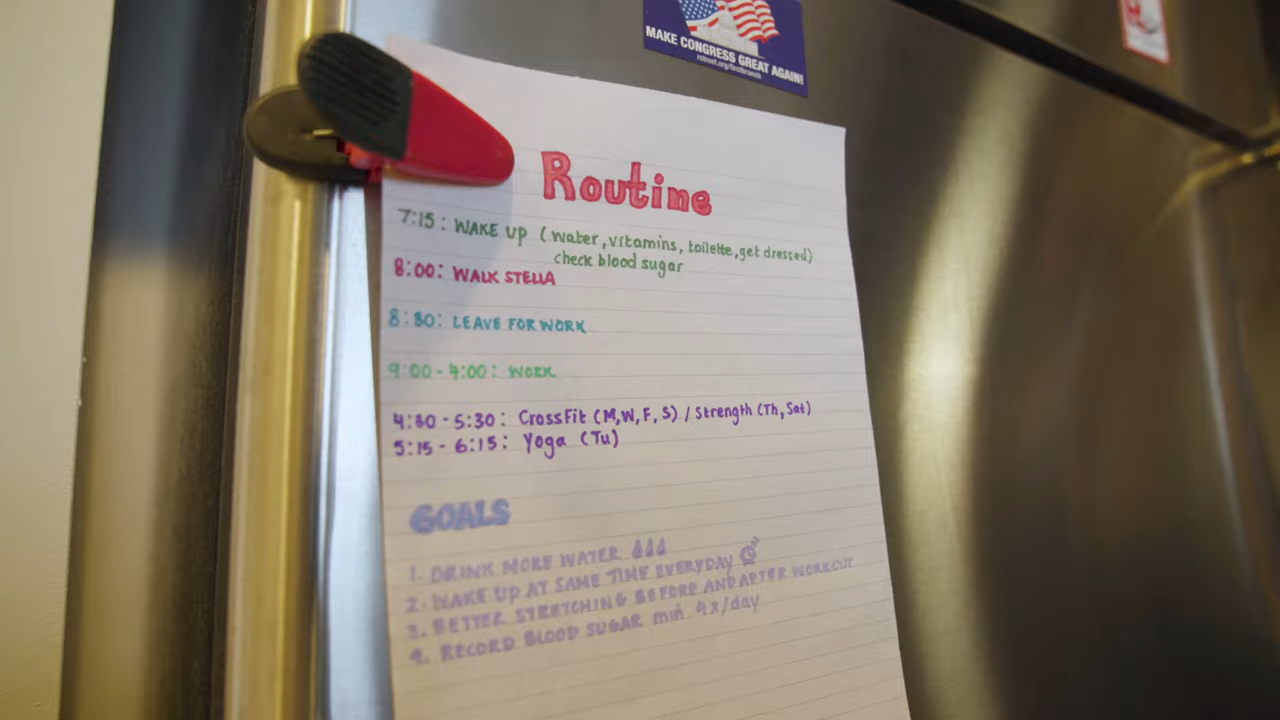 MAKE CONGRESS GREAT AGAIN!
Routine
7:15: WAKE UP (water, vitamins, toilette, get dressed)
check blood sugar
8:00: WALK STELLA
8:30: LEAVE FOR WORK
9:00-4:00: WORK
4:30-5:30: CrossFit (M,W,F,S) / Strength (Th, Sat)
5:15-6:15: Yoga (Tu)
GOALS
1. DRINK MORE WATER
2. WAKE UP AT SAME TIME EVERYDAY
3. BETTER STRETCHING BEFORE AND AFTER WORKOUT
4. RECORD BLOOD SUGAR min 4x/day